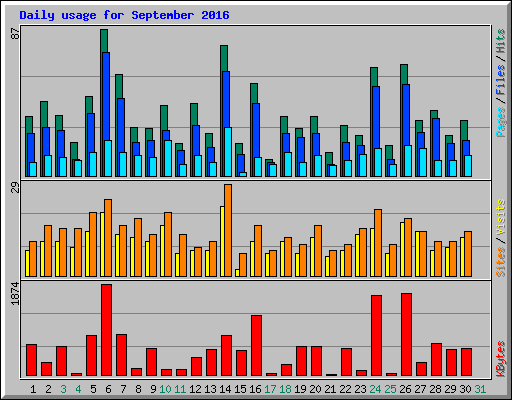 Daily usage for September 2016
87
Pages / Files / Hits
29
Sites / Visits
1874
KBytes
1 2 3 4 5 6 7 8 9 10 11 12 13 14 15 16 17 18 19 20 21 22 23 24 25 26 27 28 29 30 31